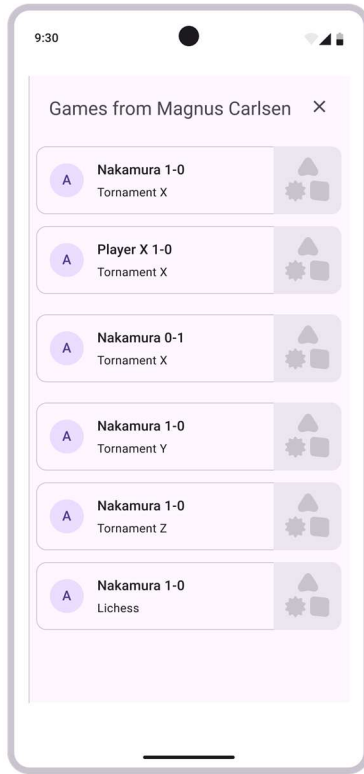 9:30
Games from Magnus Carlsen
A
Nakamura 1-0
Tornament X
A
Player X 1-0
Tornament X
A
Nakamura 0-1
Tornament X
A
Nakamura 1-0
Tornament Y
A
Nakamura 1-0
Tornament Z
A
Nakamura 1-0
Lichess